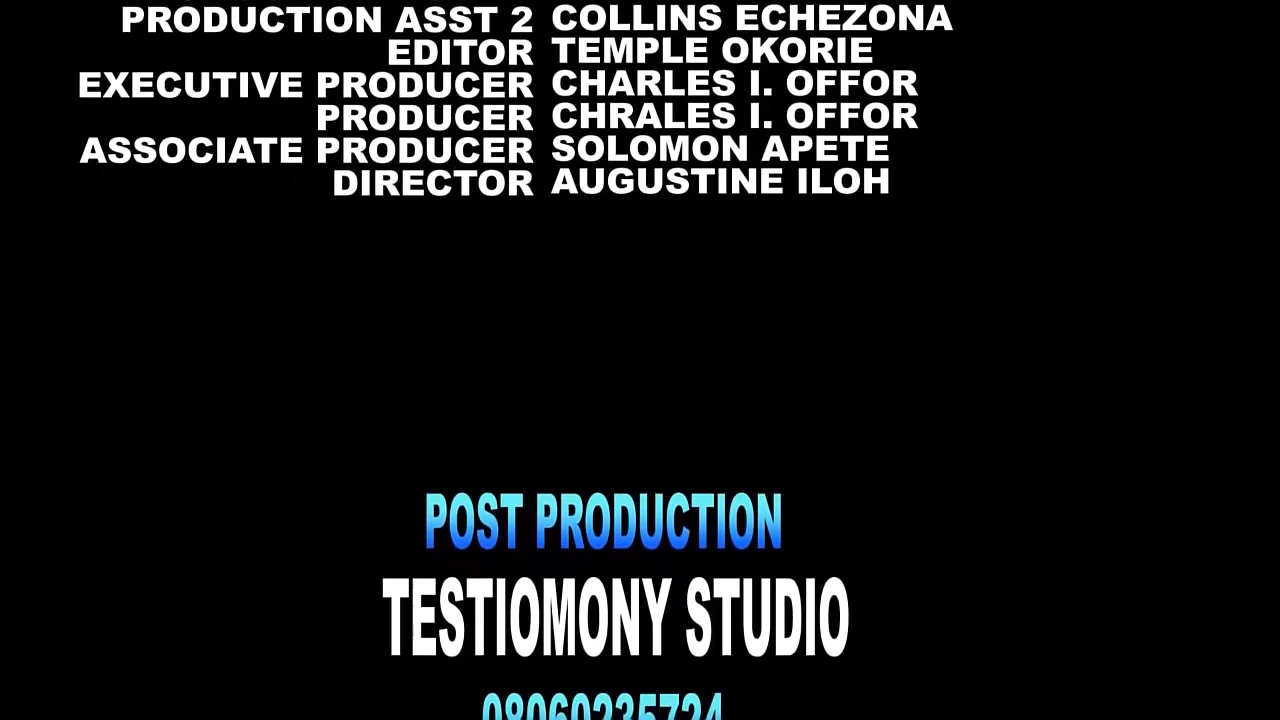 PRODUCTION ASST 2 COLLINS ECHEZONA
EDITOR TEMPLE OKORIE
EXECUTIVE PRODUCER CHARLES I. OFFOR
PRODUCER CHRALES I. OFFOR
ASSOCIATE PRODUCER SOLOMON APETE
DIRECTOR AUGUSTINE ILOH
POST PRODUCTION
TESTIOMONY STUDIO
08060235724